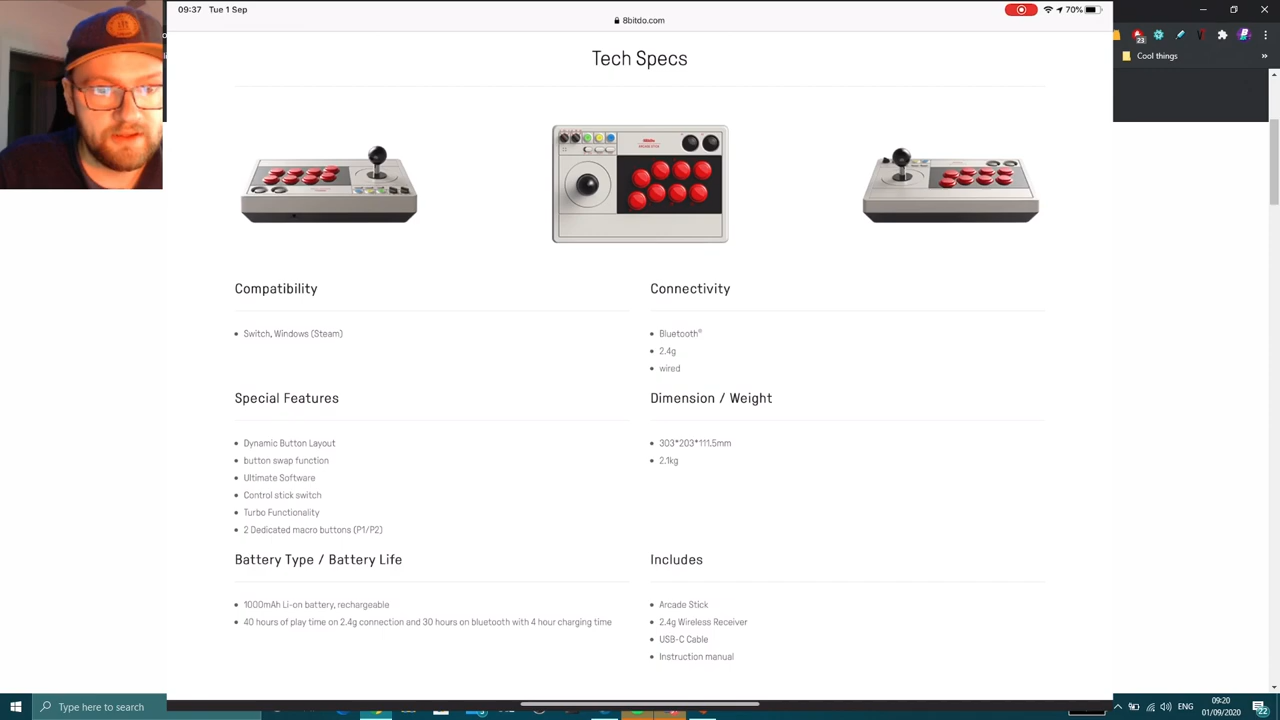 09:37 Tue 1 Sep
70%
8bitdo.com
23
Cool things
Tech Specs
Compatibility
Switch, Windows (Steam)
Connectivity
Bluetooth®
2.4g
wired
Special Features
Dynamic Button Layout
button swap function
Ultimate Software
Control stick switch
Turbo Functionality
2 Dedicated macro buttons (P1/P2)
Dimension / Weight
303*203*111.5mm
2.1kg
Battery Type / Battery Life
1000mAh Li-on battery, rechargeable
40 hours of play time on 2.4g connection and 30 hours on bluetooth with 4 hour charging time
Includes
Arcade Stick
2.4g Wireless Receiver
USB-C Cable
Instruction manual
Type here to search
ENG
09:20
01/09/2020